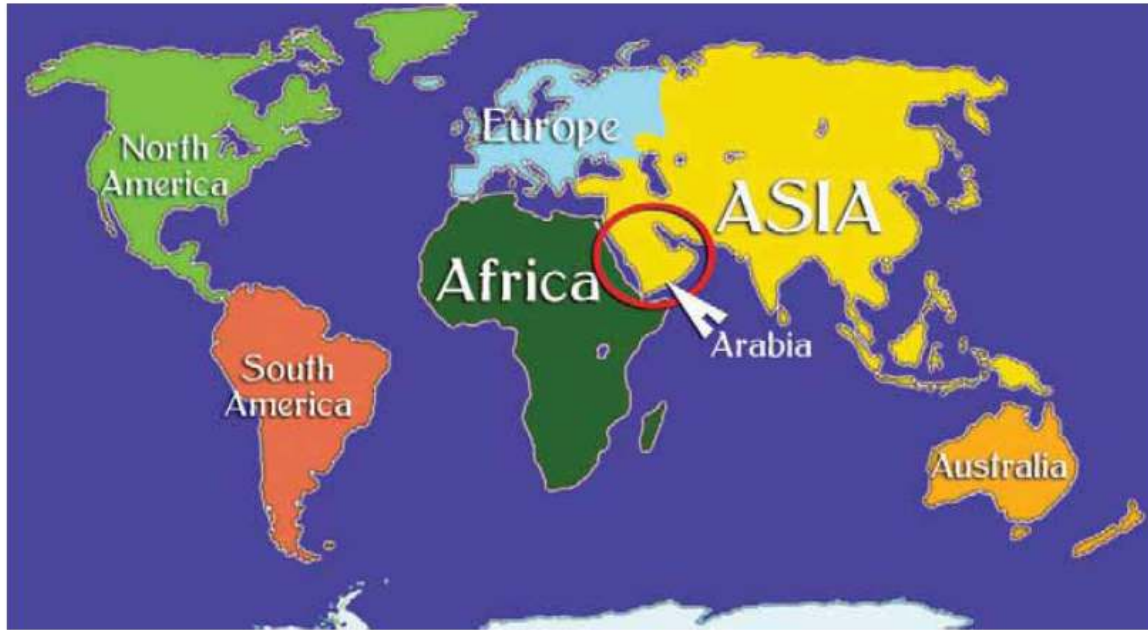 North
America
Europe
ASIA
Africa
Arabia
South
America
Australia